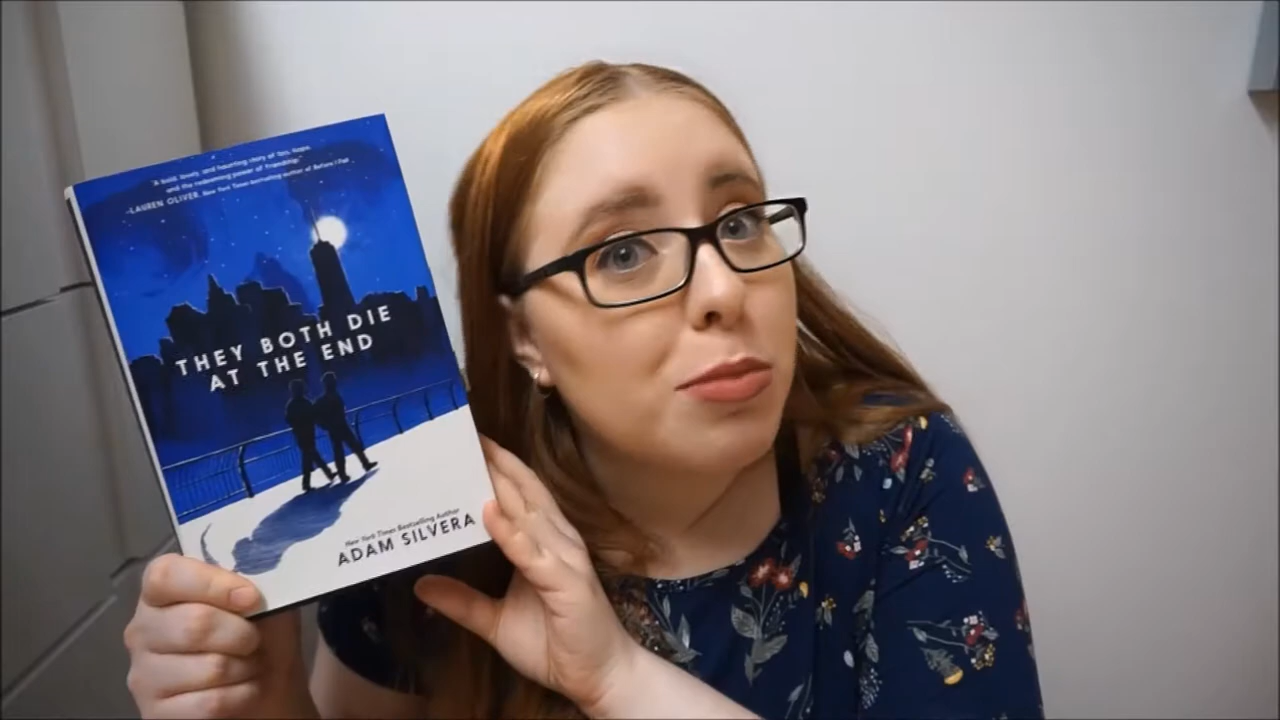 "A bold, lovely, and haunting story of loss, hope,
and the redeeming power of friendship."
–LAUREN OLIVER, New York Times bestselling author of Before I Fall
THEY BOTH DIE
AT THE END
New York Times Bestselling Author
ADAM SILVERA